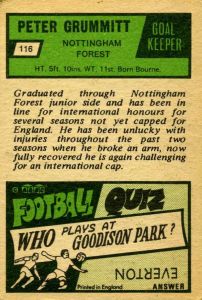 PETER GRUMMITT
116
NOTTINGHAM
FOREST
GOAL
KEEPER
HT. 5ft. 10ins. WT. 11st. Born Bourne.
Graduated through Nottingham
Forest junior side and has been in
line for international honours for
several seasons not yet capped for
England. He has been unlucky with
injuries throughout the past two
seasons when he broke an arm, now
fully recovered he is again challenging
for an international cap.
FOOTBALL QUIZ
WHO PLAYS AT
GOODISON PARK?
Printed in England
ANSWER
EVERTON